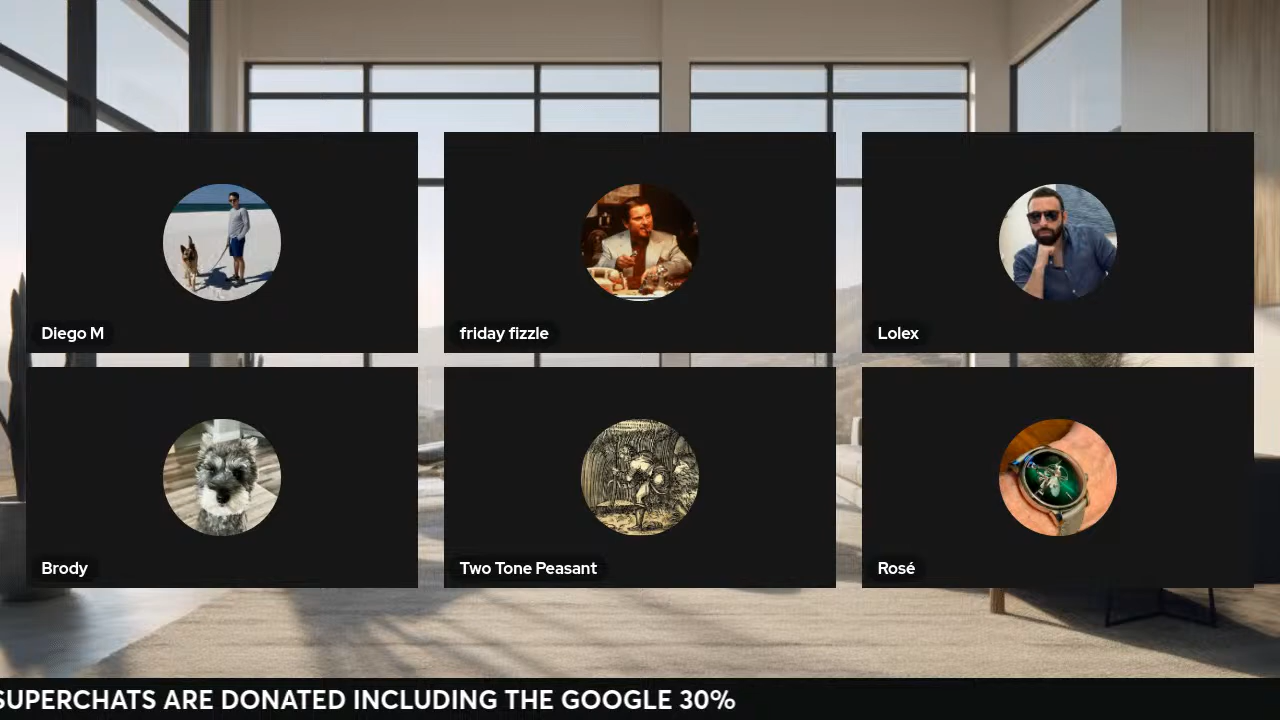 Diego M
friday fizzle
Lolex
Brody
Two Tone Peasant
Rosé
SUPERCHATS ARE DONATED INCLUDING THE GOOGLE 30%